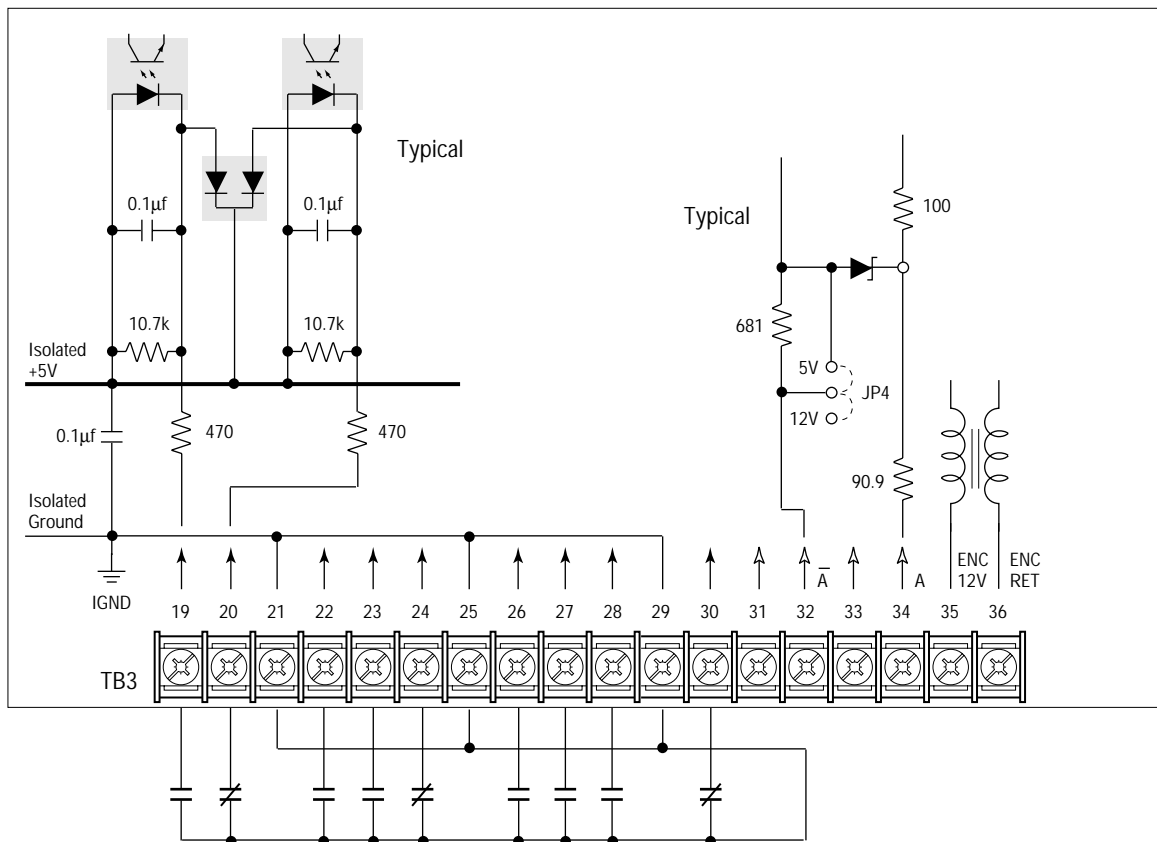 Typical
0.1µf
0.1µf
Typical
100
10.7k
10.7k
681
Isolated
+5V
5V
JP4
12V
0.1µf
470
470
90.9
Isolated
Ground
IGND
A
A
ENC
12V
ENC
RET
19 20 21 22 23 24 25 26 27 28 29 30 31 32 33 34 35 36
TB3